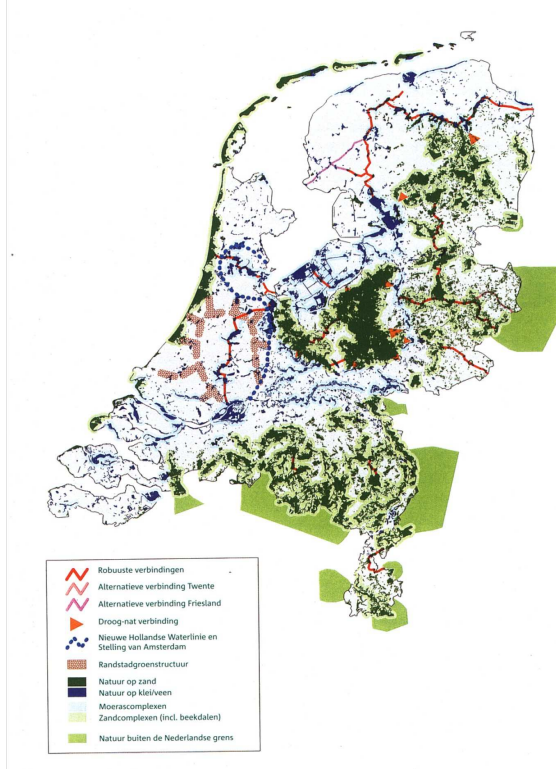 Robuuste verbindingen
Alternatieve verbinding Twente
Alternatieve verbinding Friesland
Droog-nat verbinding
Nieuwe Hollandse Waterlinie en
Stelling van Amsterdam
Randstadgroenstructuur
Natuur op zand
Natuur op klei/veen
Moerascomplexen
Zandcomplexen (incl. beekdalen)
Natuur buiten de Nederlandse grens